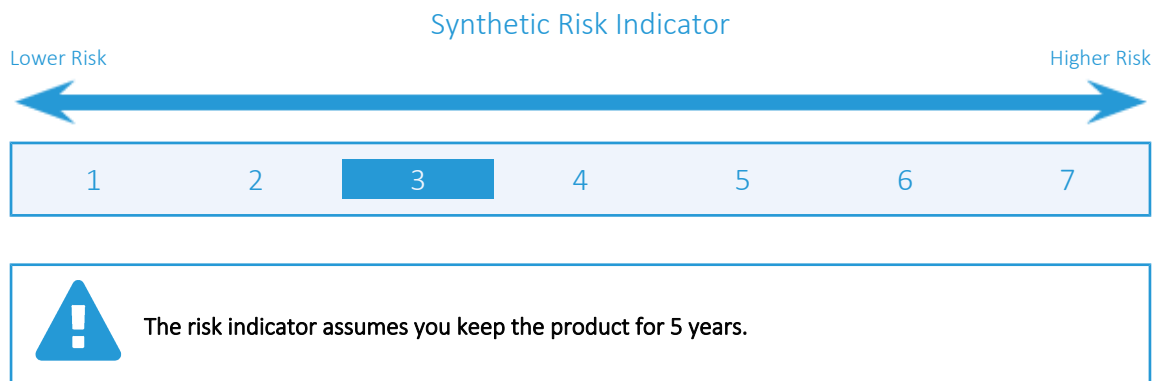 Synthetic Risk Indicator
Lower Risk Higher Risk
1 2 3 4 5 6 7
The risk indicator assumes you keep the product for 5 years.